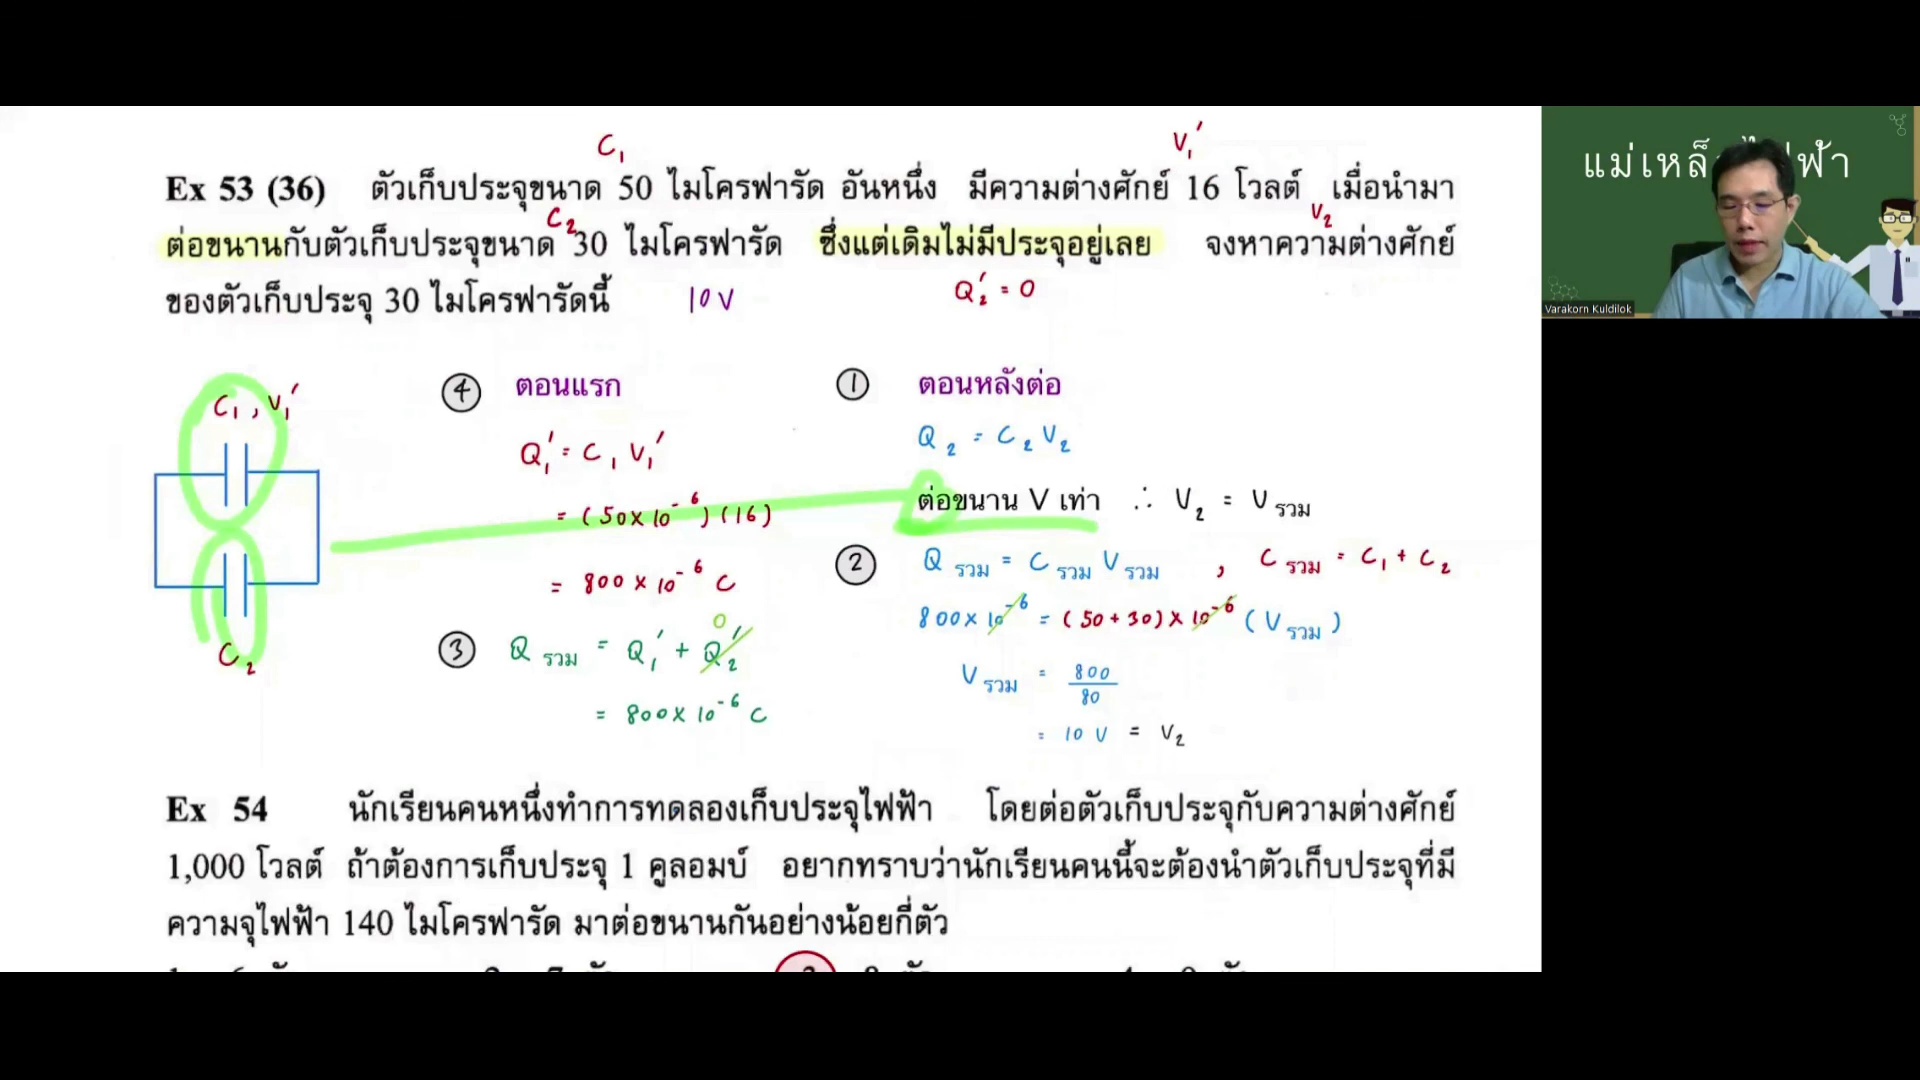 C₁ V₁′
Ex 53 (36) ตัวเก็บประจุขนาด 50 ไมโครฟารัด อันหนึ่ง มีความต่างศักย์ 16 โวลต์ เมื่อนำมา
C₂ V₂
ต่อขนานกับตัวเก็บประจุขนาด 30 ไมโครฟารัด ซึ่งแต่เดิมไม่มีประจุอยู่เลย จงหาความต่างศักย์
ของตัวเก็บประจุ 30 ไมโครฟารัดนี้ 10 V Q₂′ = 0
C₁ , V₁′
C₂
④ ตอนแรก
Q₁′ = C₁ V₁′
= (50×10⁻⁶)(16)
= 800 × 10⁻⁶ C
③ Q รวม = Q₁′ + Q₂′ 0
= 800×10⁻⁶ C
① ตอนหลังต่อ
Q₂ = C₂ V₂
ต่อขนาน V เท่า ∴ V₂ = V รวม
② Q รวม = C รวม V รวม , C รวม = C₁ + C₂
800×10⁻⁶ = (50+30)×10⁻⁶ (V รวม)
V รวม = 800/80
= 10 V = V₂
Ex 54 นักเรียนคนหนึ่งทำการทดลองเก็บประจุไฟฟ้า โดยต่อตัวเก็บประจุกับความต่างศักย์
1,000 โวลต์ ถ้าต้องการเก็บประจุ 1 คูลอมบ์ อยากทราบว่านักเรียนคนนี้จะต้องนำตัวเก็บประจุที่มี
ความจุไฟฟ้า 140 ไมโครฟารัด มาต่อขนานกันอย่างน้อยกี่ตัว
Varakorn Kuldilok